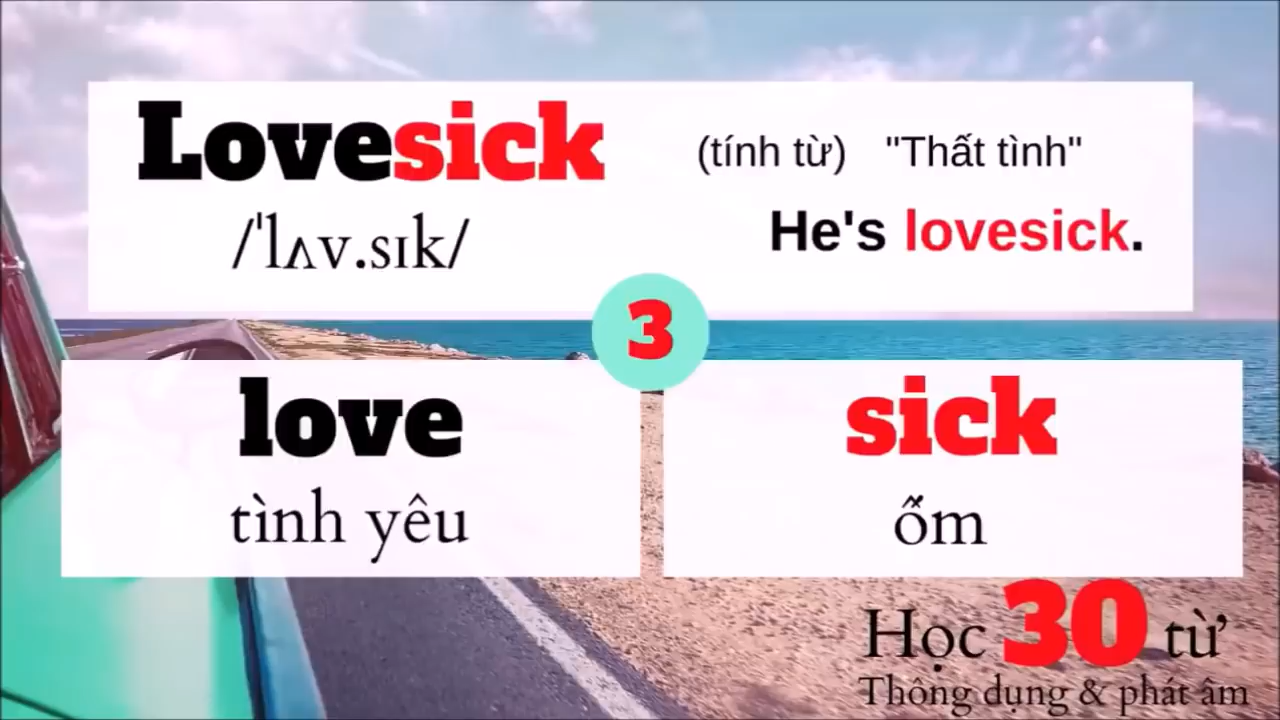 Lovesick (tính từ) "Thất tình"
/ˈlʌv.sɪk/ He's lovesick.
3
love sick
tình yêu ốm
Học 30 từ
Thông dụng & phát âm